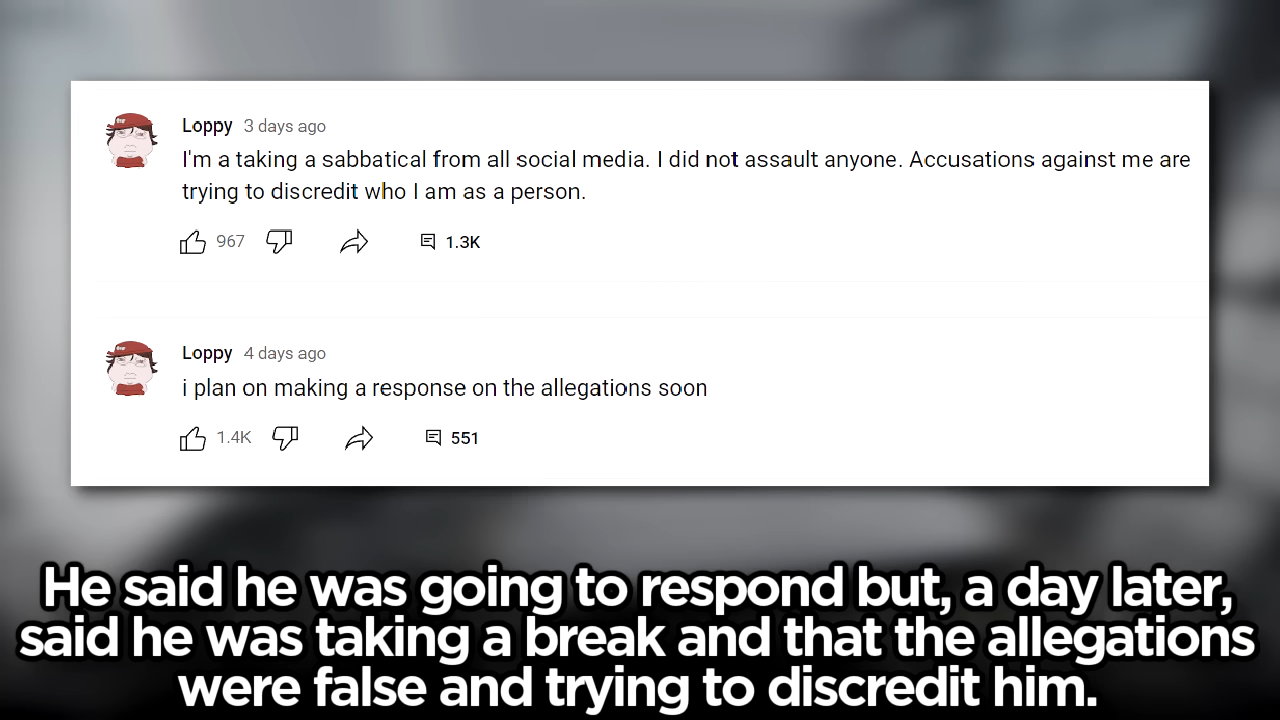 Loppy 3 days ago
I'm a taking a sabbatical from all social media. I did not assault anyone. Accusations against me are
trying to discredit who I am as a person.
967 1.3K
Loppy 4 days ago
i plan on making a response on the allegations soon
1.4K 551
He said he was going to respond but, a day later,
said he was taking a break and that the allegations
were false and trying to discredit him.